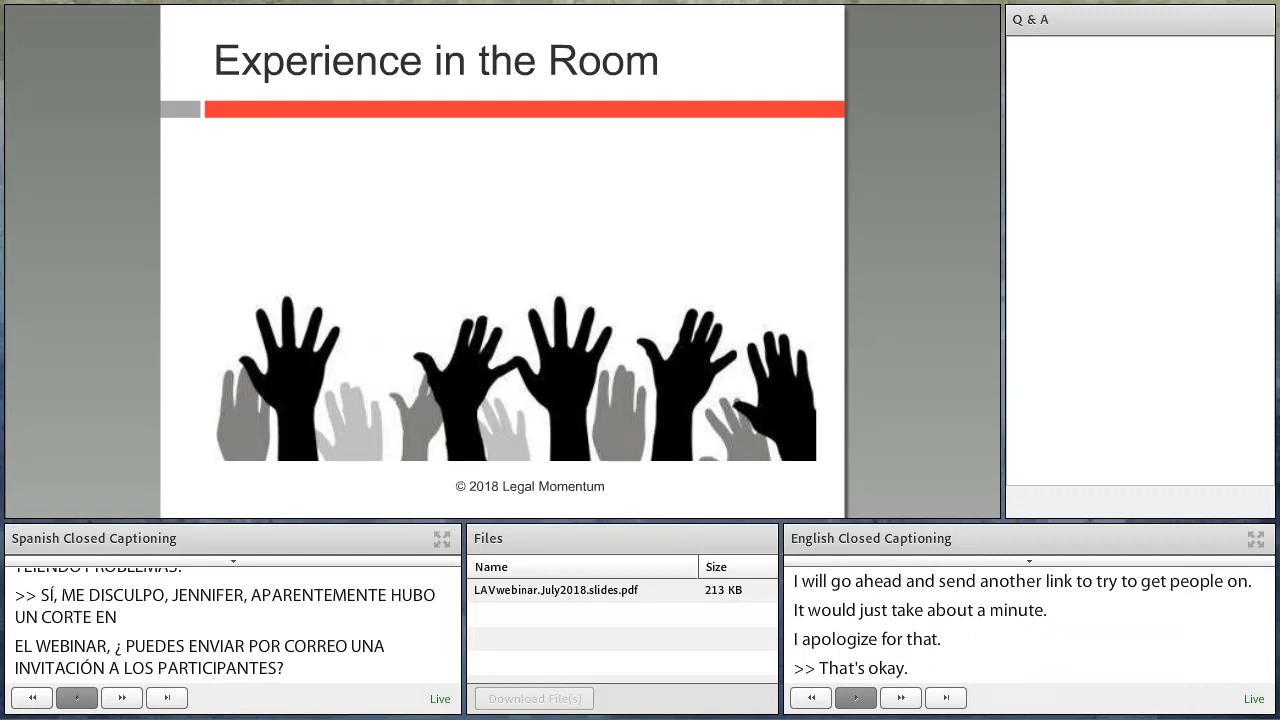 Experience in the Room
© 2018 Legal Momentum
Q & A
Spanish Closed Captioning
>> SÍ, ME DISCULPO, JENNIFER, APARENTEMENTE HUBO
UN CORTE EN
EL WEBINAR, ¿ PUEDES ENVIAR POR CORREO UNA
INVITACIÓN A LOS PARTICIPANTES?
Live
Files
Name Size
LAVwebinar.July2018.slides.pdf 213 KB
Download File(s)
English Closed Captioning
I will go ahead and send another link to try to get people on.
It would just take about a minute.
I apologize for that.
>> That's okay.
Live